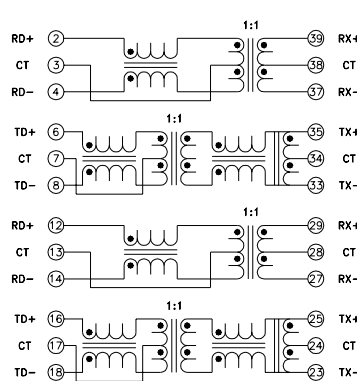 1:1
RD+ 2 39 RX+
CT 3 38 CT
RD- 4 37 RX-
1:1
TD+ 6 35 TX+
CT 7 34 CT
TD- 8 33 TX-
1:1
RD+ 12 29 RX+
CT 13 28 CT
RD- 14 27 RX-
1:1
TD+ 16 25 TX+
CT 17 24 CT
TD- 18 23 TX-